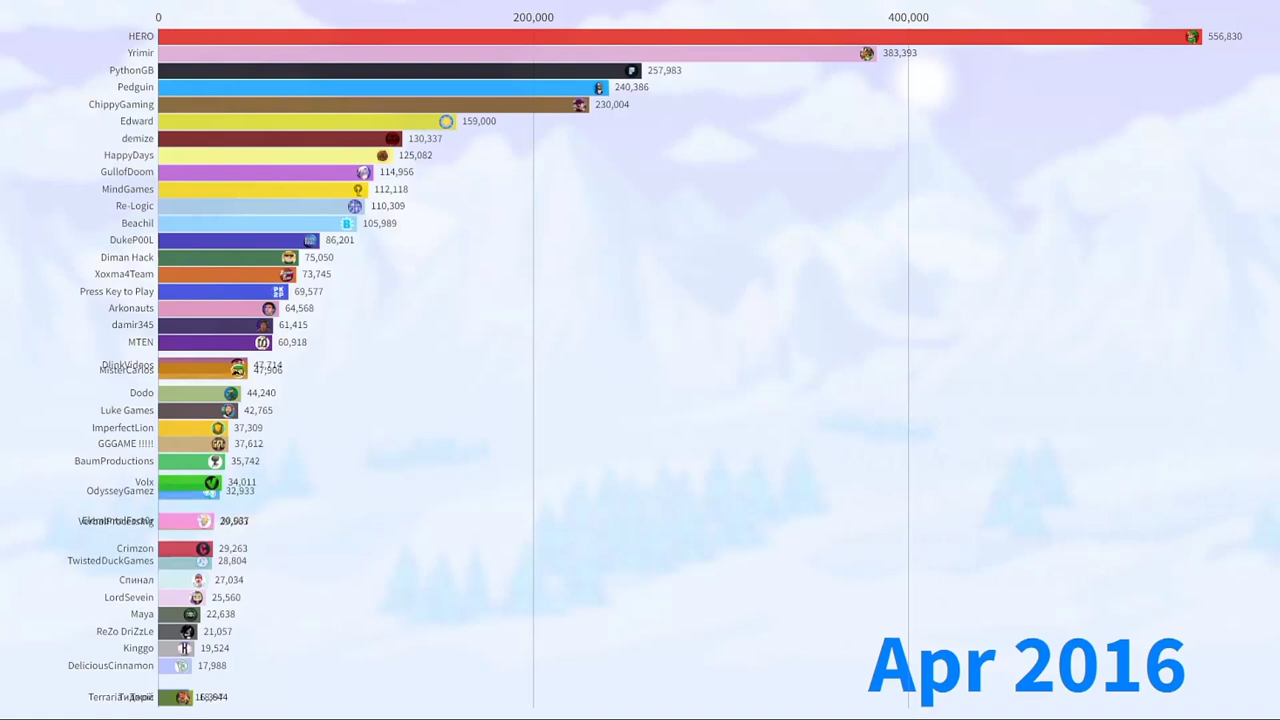 0 200,000 400,000
HERO 556,830
Yrimir 383,393
PythonGB 257,983
Pedguin 240,386
ChippyGaming 230,004
Edward 159,000
demize 130,337
HappyDays 125,082
GullofDoom 114,956
MindGames 112,118
Re-Logic 110,309
Beachil 105,989
DukeP00L 86,201
Diman Hack 75,050
Xoxma4Team 73,745
Press Key to Play 69,577
Arkonauts 64,568
damir345 61,415
MTEN 60,918
47,714
MisterCarlos 47,906
Dodo 44,240
Luke Games 42,765
ImperfectLion 37,309
GGGAME !!!!! 37,612
BaumProductions 35,742
Volx 34,011
OdysseyGamez 32,933
Crimzon 29,263
TwistedDuckGames 28,804
Спинал 27,034
LordSevein 25,560
Maya 22,638
ReZo DriZzLe 21,057
Kinggo 19,524
DeliciousCinnamon 17,988
Apr 2016